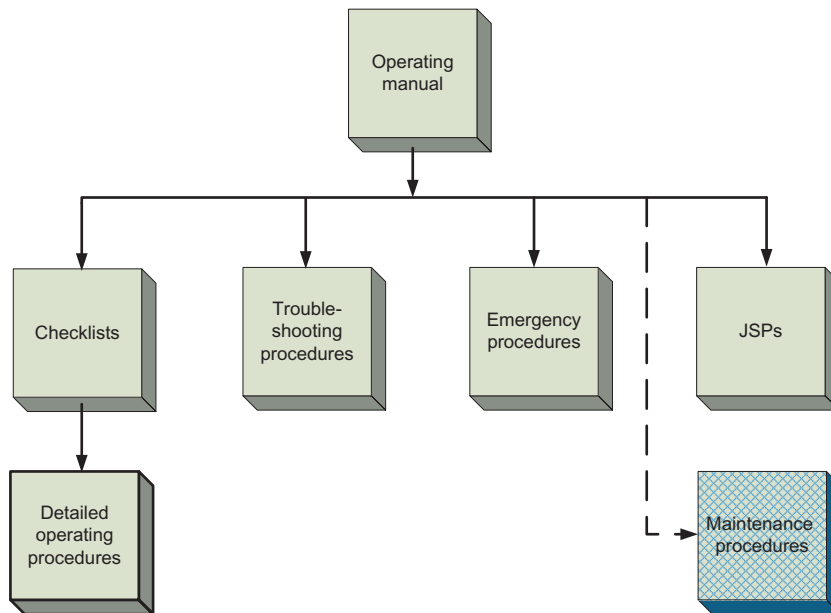 Operating
manual
Checklists
Trouble-
shooting
procedures
Emergency
procedures
JSPs
Detailed
operating
procedures
Maintenance
procedures